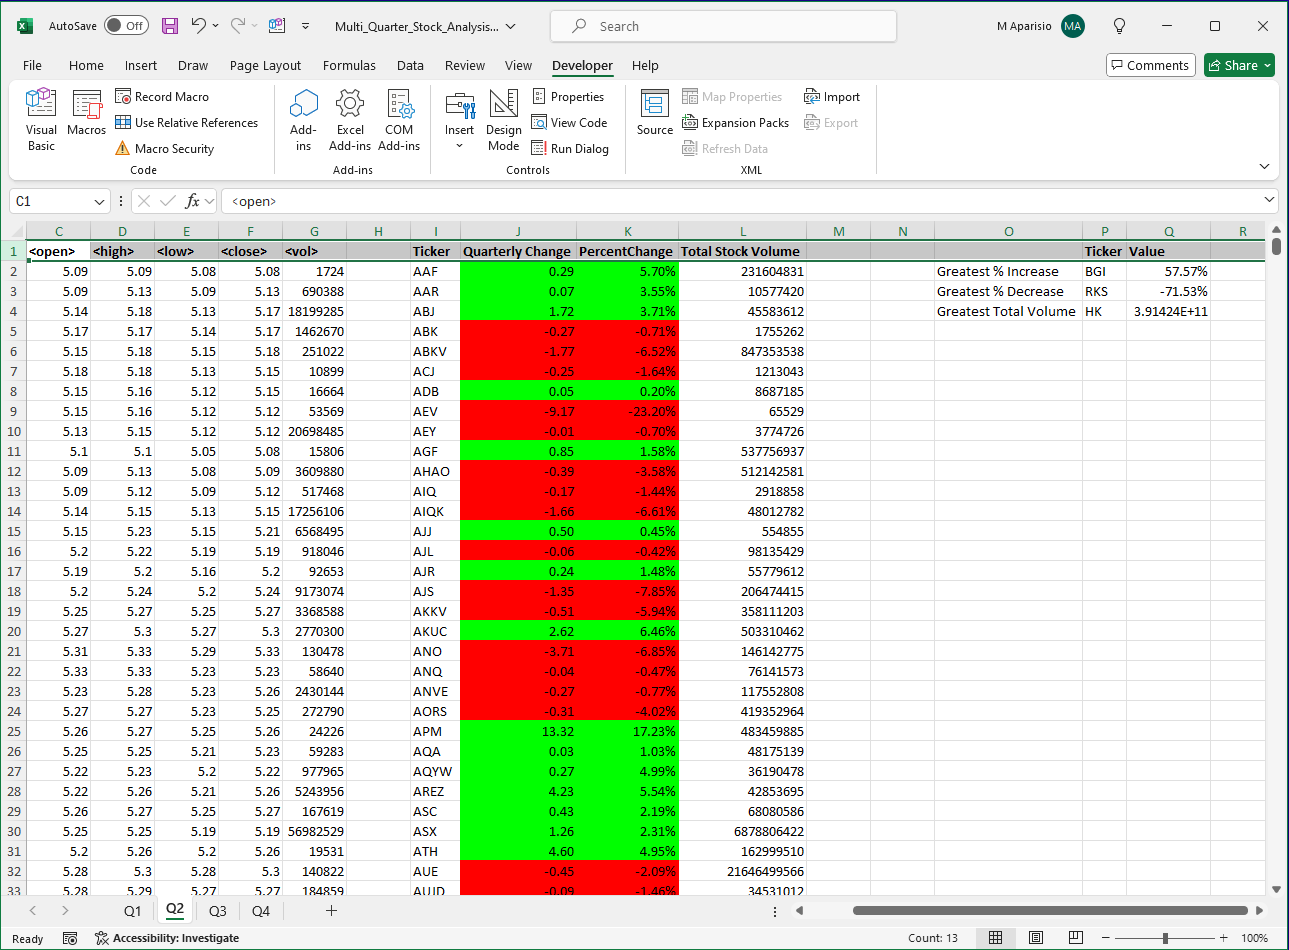 AutoSave Off Multi_Quarter_Stock_Analysis... Search M Aparisio MA
File Home Insert Draw Page Layout Formulas Data Review View Developer Help Comments Share
Visual Basic Macros Record Macro Use Relative References Macro Security Add-ins Excel Add-ins COM Add-ins Insert Design Mode Properties View Code Run Dialog Source Map Properties Expansion Packs Refresh Data Import Export
Code Add-ins Controls XML
C1 fx <open>
C D E F G H I J K L M N O P Q R
1 <open> <high> <low> <close> <vol> Ticker Quarterly Change PercentChange Total Stock Volume Ticker Value
2 5.09 5.09 5.08 5.08 1724 AAF 0.29 5.70% 231604831 Greatest % Increase BGI 57.57%
3 5.09 5.13 5.09 5.13 690388 AAR 0.07 3.55% 10577420 Greatest % Decrease RKS -71.53%
4 5.14 5.18 5.13 5.17 18199285 ABJ 1.72 3.71% 45583612 Greatest Total Volume HK 3.91424E+11
5 5.17 5.17 5.14 5.17 1462670 ABK -0.27 -0.71% 1755262
6 5.15 5.18 5.15 5.18 251022 ABKV -1.77 -6.52% 847353538
7 5.18 5.18 5.13 5.15 10899 ACJ -0.25 -1.64% 1213043
8 5.15 5.16 5.12 5.15 16664 ADB 0.05 0.20% 8687185
9 5.15 5.16 5.12 5.12 53569 AEV -9.17 -23.20% 65529
10 5.13 5.15 5.12 5.12 20698485 AEY -0.01 -0.70% 3774726
11 5.1 5.1 5.05 5.08 15806 AGF 0.85 1.58% 537756937
12 5.09 5.13 5.08 5.09 3609880 AHAO -0.39 -3.58% 512142581
13 5.09 5.12 5.09 5.12 517468 AIQ -0.17 -1.44% 2918858
14 5.14 5.15 5.13 5.15 17256106 AIQK -1.66 -6.61% 48012782
15 5.15 5.23 5.15 5.21 6568495 AJJ 0.50 0.45% 554855
16 5.2 5.22 5.19 5.19 918046 AJL -0.06 -0.42% 98135429
17 5.19 5.2 5.16 5.2 92653 AJR 0.24 1.48% 55779612
18 5.2 5.24 5.2 5.24 9173074 AJS -1.35 -7.85% 206474415
19 5.25 5.27 5.25 5.27 3368588 AKKV -0.51 -5.94% 358111203
20 5.27 5.3 5.27 5.3 2770300 AKUC 2.62 6.46% 503310462
21 5.31 5.33 5.29 5.33 130478 ANO -3.71 -6.85% 146142775
22 5.33 5.33 5.23 5.23 58640 ANQ -0.04 -0.47% 76141573
23 5.23 5.28 5.23 5.26 2430144 ANVE -0.27 -0.77% 117552808
24 5.27 5.27 5.23 5.25 272790 AORS -0.31 -4.02% 419352964
25 5.26 5.27 5.25 5.26 24226 APM 13.32 17.23% 483459885
26 5.25 5.25 5.21 5.23 59283 AQA 0.03 1.03% 48175139
27 5.22 5.23 5.2 5.22 977965 AQYW 0.27 4.99% 36190478
28 5.22 5.26 5.21 5.26 5243956 AREZ 4.23 5.54% 42853695
29 5.26 5.27 5.25 5.27 167619 ASC 0.43 2.19% 68080586
30 5.25 5.25 5.19 5.19 56982529 ASX 1.26 2.31% 6878806422
31 5.2 5.26 5.2 5.26 19531 ATH 4.60 4.95% 162999510
32 5.28 5.3 5.28 5.3 140822 AUE -0.45 -2.09% 21646499566
33 5.28 5.29 5.27 5.27 184859 AUJD -0.09 -1.46% 34531012
Q1 Q2 Q3 Q4
Ready Accessibility: Investigate Count: 13 100%